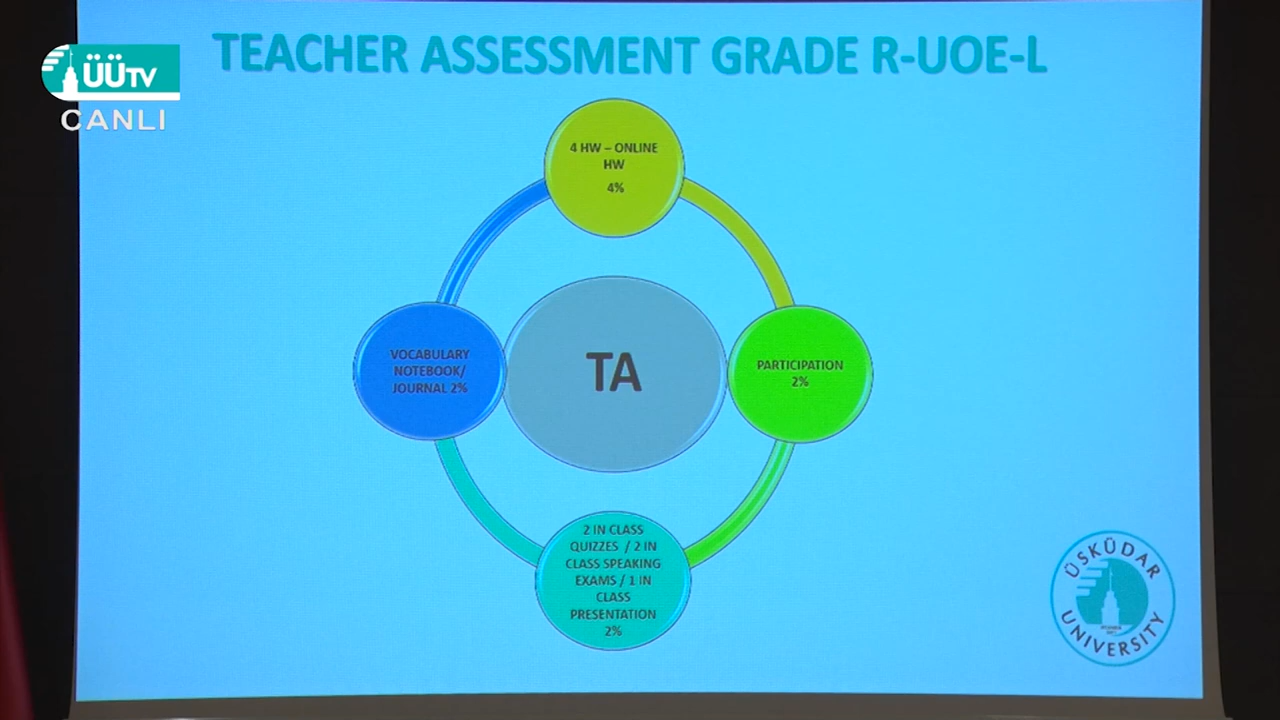 TEACHER ASSESSMENT GRADE R-UOE-L
ÜÜTV
CANLI
4 HW – ONLINE
HW
4%
VOCABULARY
NOTEBOOK/
JOURNAL 2%
TA
PARTICIPATION
2%
2 IN CLASS
QUIZZES / 2 IN
CLASS SPEAKING
EXAMS / 1 IN
CLASS
PRESENTATION
2%
ÜSKÜDAR
UNIVERSITY